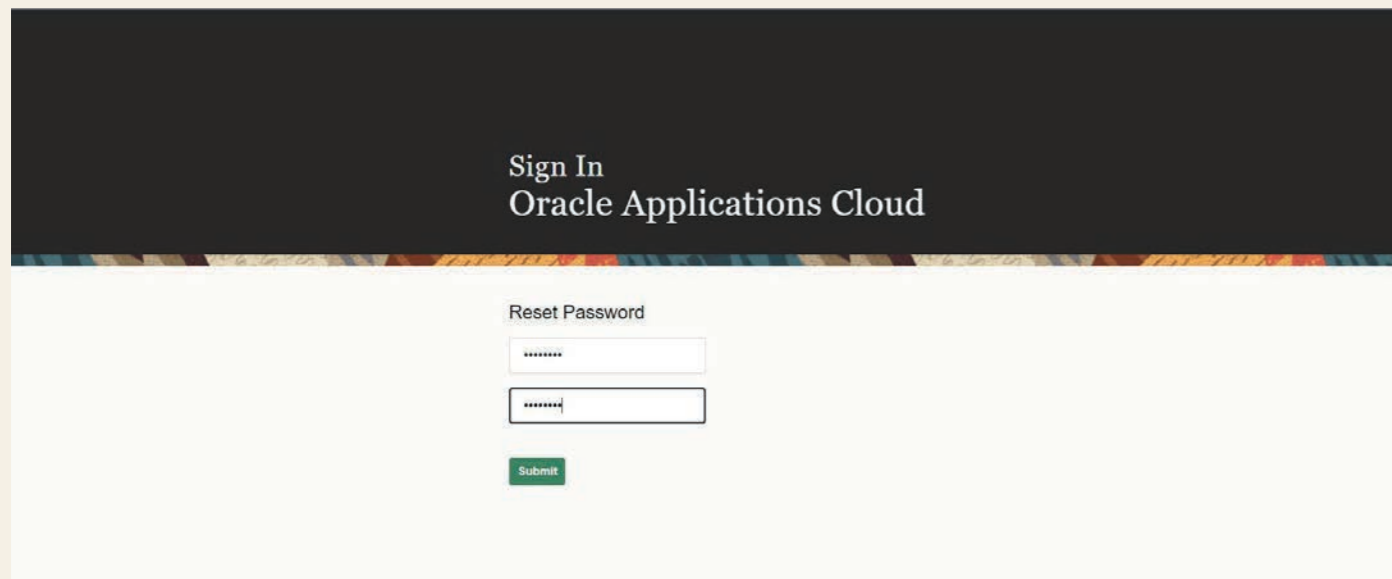 Sign In
Oracle Applications Cloud
Reset Password
••••••••
••••••••
Submit